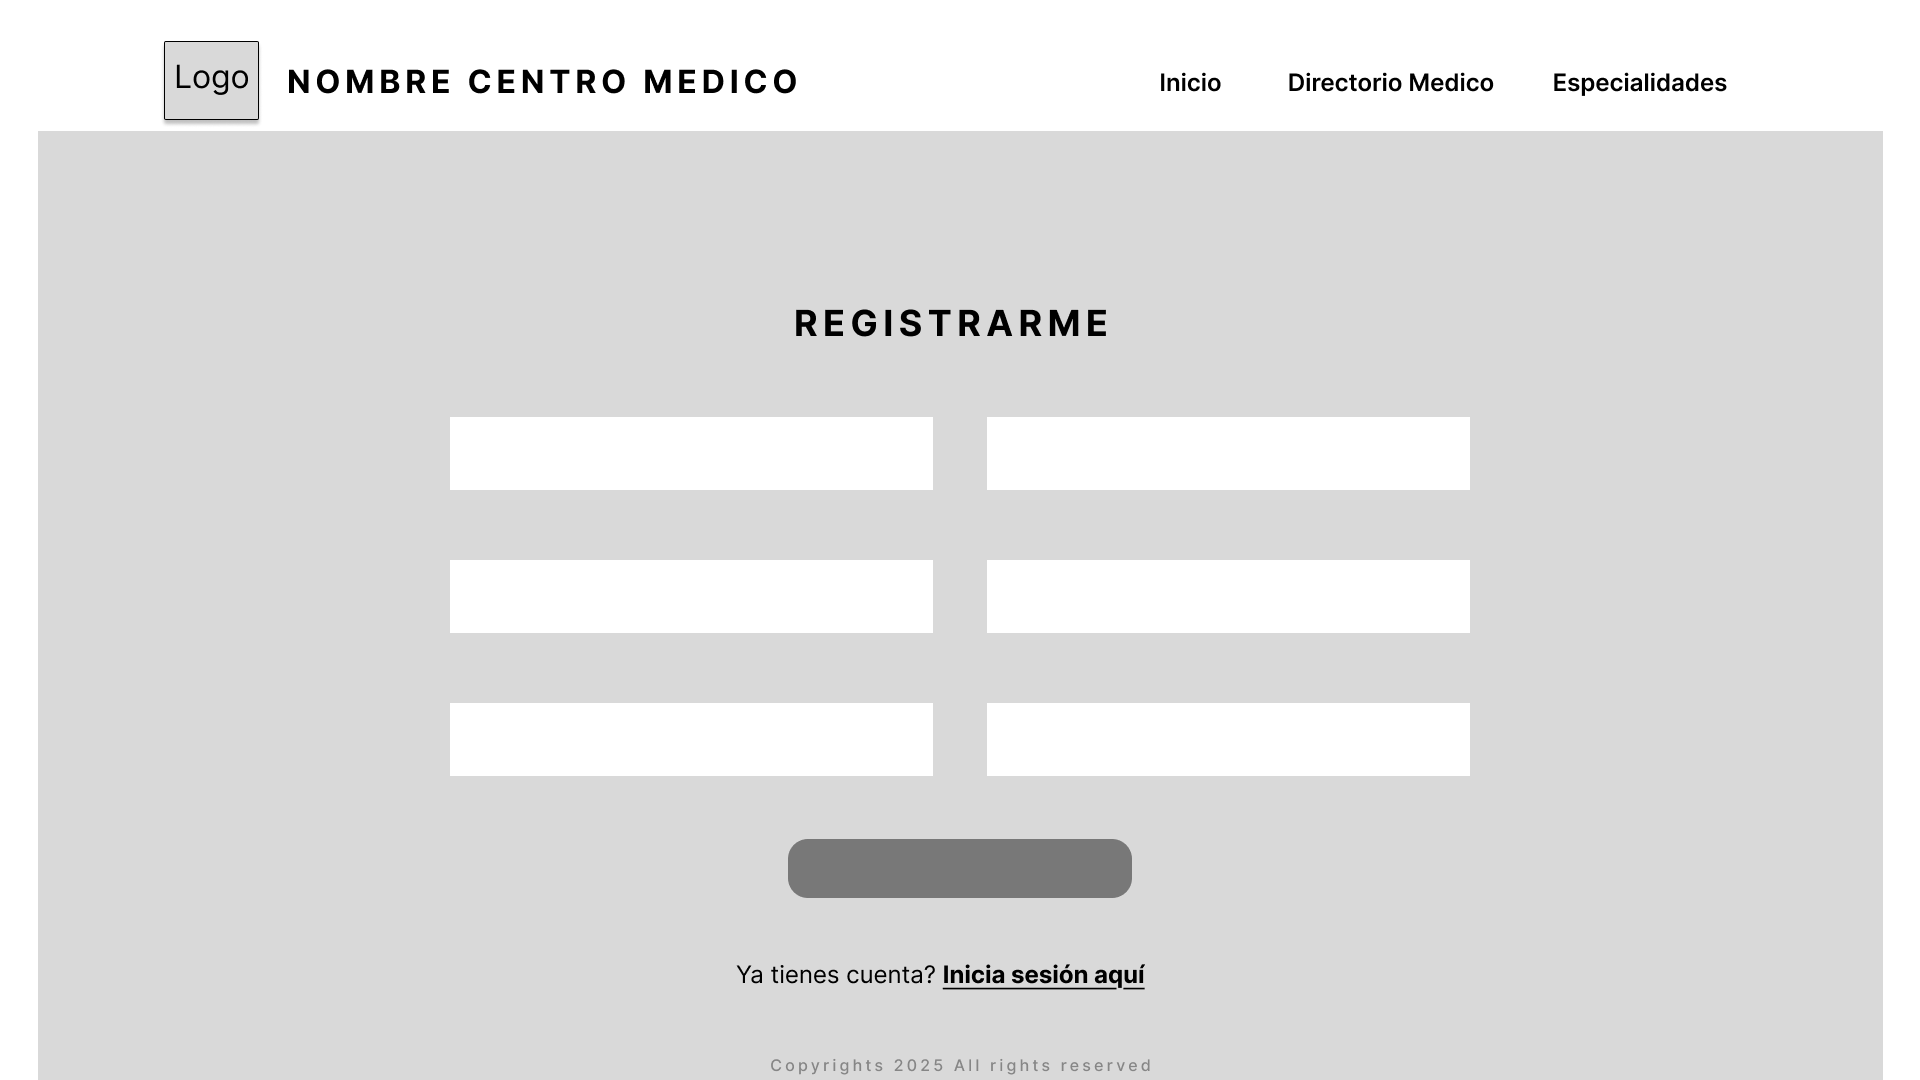 Logo
NOMBRE CENTRO MEDICO
Inicio
Directorio Medico
Especialidades
REGISTRARME
Ya tienes cuenta? Inicia sesión aquí
Copyrights 2025 All rights reserved